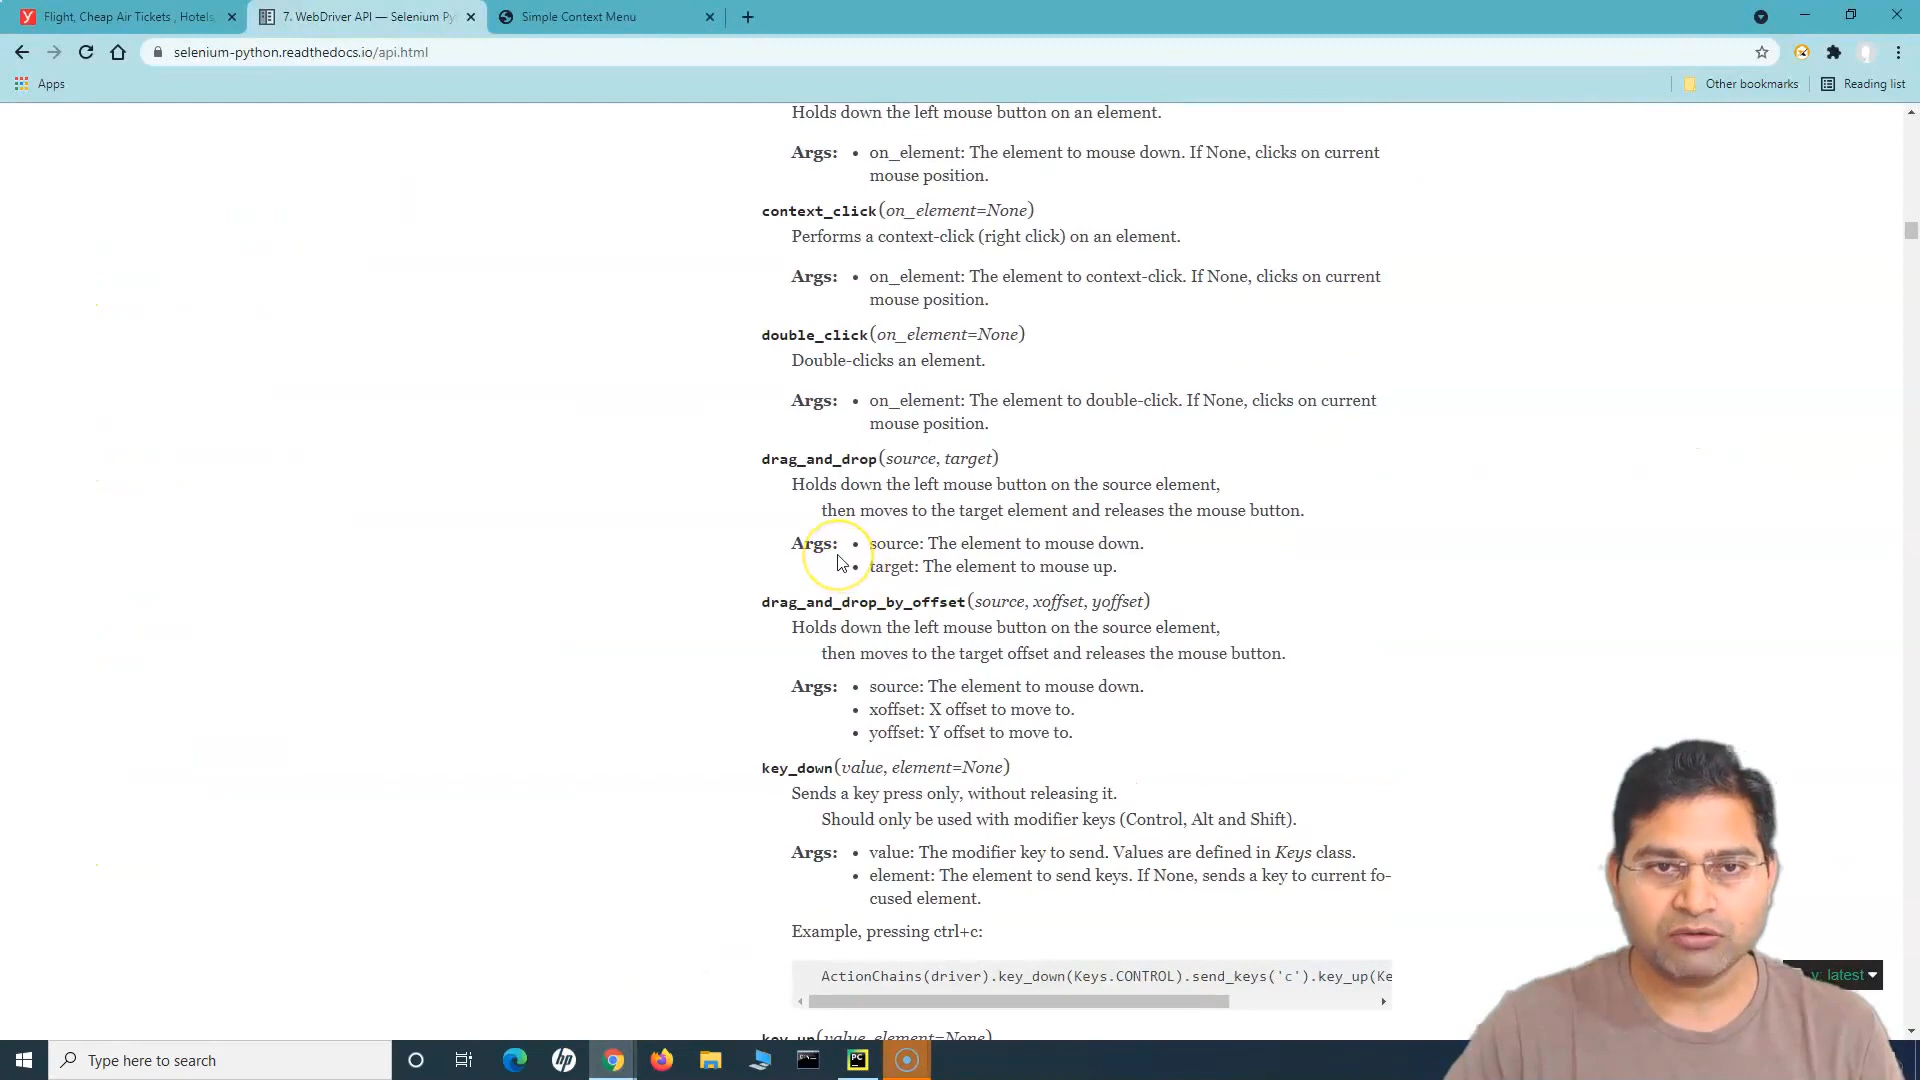 Flight, Cheap Air Tickets , Hotels
7. WebDriver API — Selenium Py
Simple Context Menu
selenium-python.readthedocs.io/api.html
Apps
Other bookmarks
Reading list
Holds down the left mouse button on an element.
Args: • on_element: The element to mouse down. If None, clicks on current
mouse position.
context_click(on_element=None)
Performs a context-click (right click) on an element.
Args: • on_element: The element to context-click. If None, clicks on current
mouse position.
double_click(on_element=None)
Double-clicks an element.
Args: • on_element: The element to double-click. If None, clicks on current
mouse position.
drag_and_drop(source, target)
Holds down the left mouse button on the source element,
then moves to the target element and releases the mouse button.
Args: • source: The element to mouse down.
• target: The element to mouse up.
drag_and_drop_by_offset(source, xoffset, yoffset)
Holds down the left mouse button on the source element,
then moves to the target offset and releases the mouse button.
Args: • source: The element to mouse down.
• xoffset: X offset to move to.
• yoffset: Y offset to move to.
key_down(value, element=None)
Sends a key press only, without releasing it.
Should only be used with modifier keys (Control, Alt and Shift).
Args: • value: The modifier key to send. Values are defined in Keys class.
• element: The element to send keys. If None, sends a key to current fo-
cused element.
Example, pressing ctrl+c:
ActionChains(driver).key_down(Keys.CONTROL).send_keys('c').key_up(Ke
v: latest
key_up(value, element=None)
Type here to search